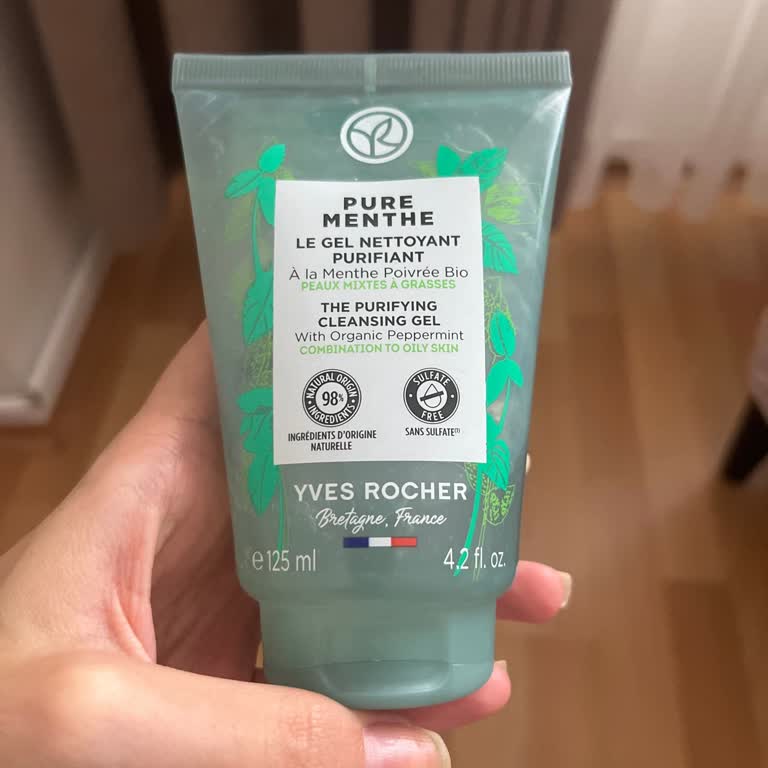 PURE
MENTHE
LE GEL NETTOYANT
PURIFIANT
À la Menthe Poivrée Bio
PEAUX MIXTES À GRASSES
THE PURIFYING
CLEANSING GEL
With Organic Peppermint
COMBINATION TO OILY SKIN
NATURAL ORIGIN
98%
INGREDIENTS
INGRÉDIENTS D'ORIGINE
NATURELLE
SULFATE
FREE
SANS SULFATE(1)
YVES ROCHER
Bretagne, France
e 125 ml
4.2 fl. oz.